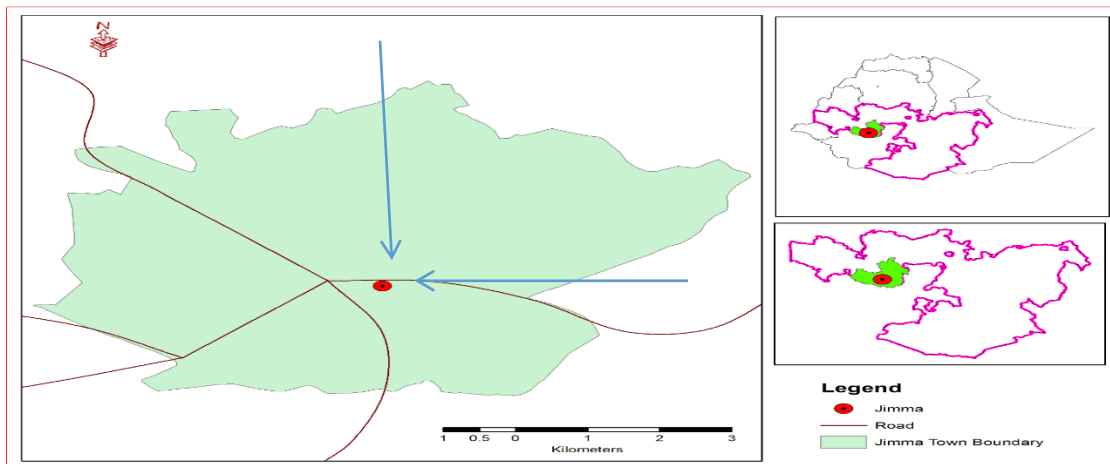 N
1 0.5 0 1 2 3
Kilometers
Legend
Jimma
Road
Jimma Town Boundary